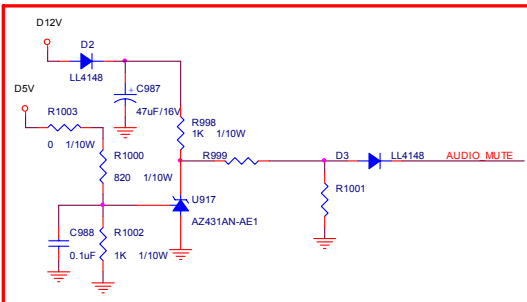 D12V
D2
LL4148
C987
+
47uF/16V
D5V
R1003
0 1/10W
R998
1K 1/10W
R1000
820 1/10W
R999
D3
LL4148
AUDIO_MUTE
R1001
U917
AZ431AN-AE1
C988
0.1uF
R1002
1K 1/10W